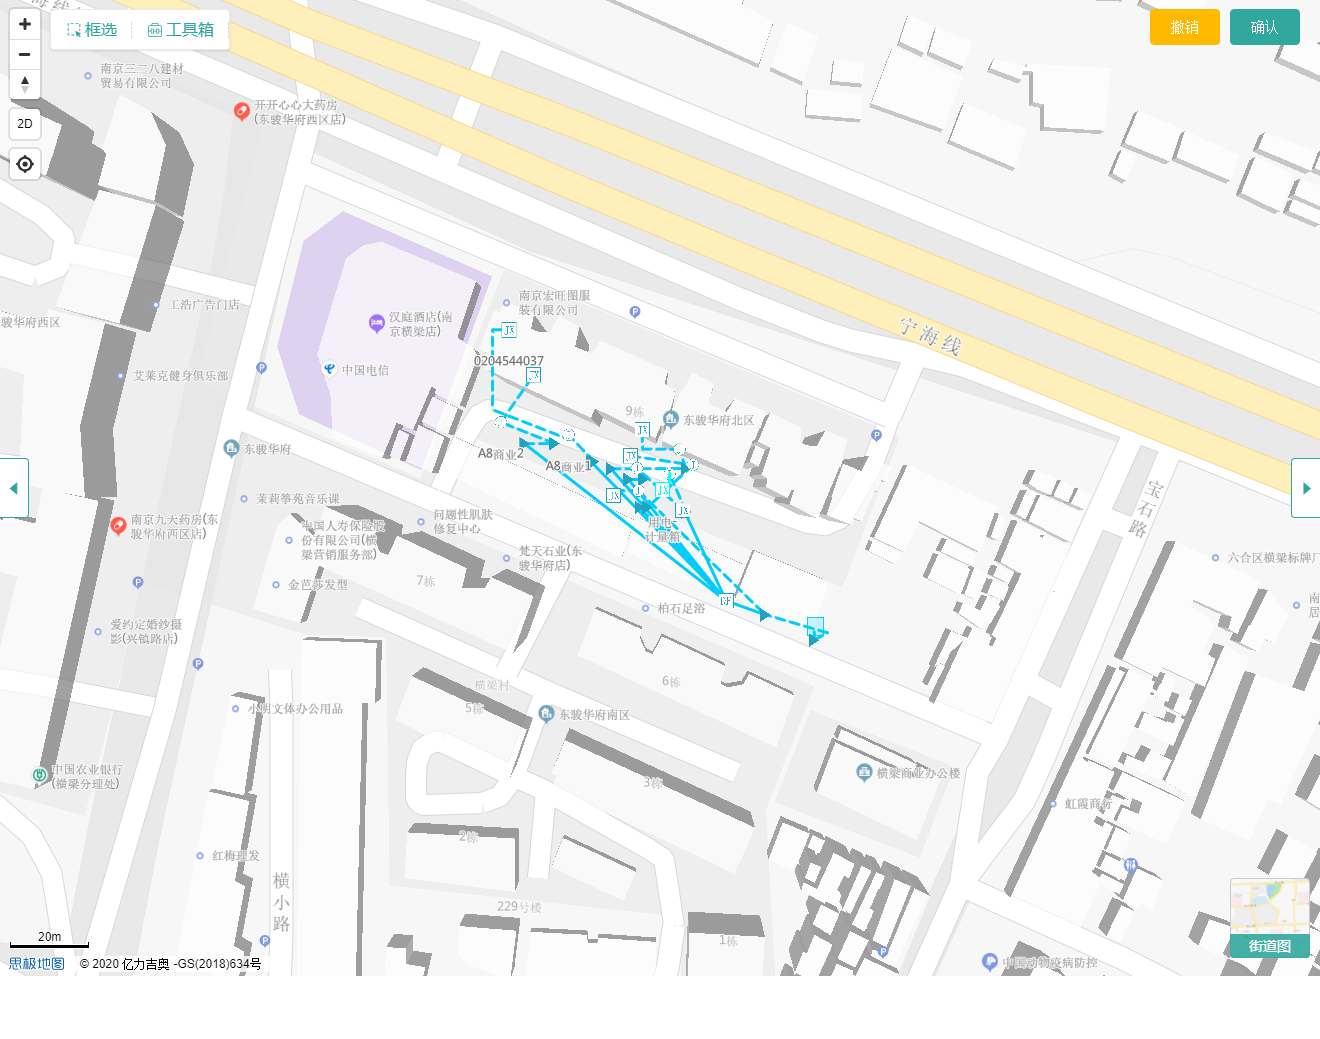 框选
工具箱
撤销
确认
2D
南京三二八建材
贸易有限公司
开开心心大药房
(东骏华府西区店)
工浩广告门店
骏华府西区
艾莱克健身俱乐部
汉庭酒店(南
京横梁店)
中国电信
南京宏旺图服
装有限公司
宁海线
JX
0204544037
JX
9栋
东骏华府北区
JX
JX
JX
JX
JX
A8商业2
A8商业1
东骏华府
用电
计量箱
DF
宝石路
茉莉筝苑音乐课
南京九天药房(东
骏华府西区店)
中国人寿保险股
份有限公司(横
梁营销服务部)
问题性肌肤
修复中心
梵天石业(东
骏华府店)
7栋
金芭莎发型
柏石足浴
六合区横梁标牌厂
爱约定婚纱摄
影(兴镇路店)
6栋
横梁村
5栋
小明文体办公用品
东骏华府南区
3栋
横梁商业办公楼
中国农业银行
(横梁分理处)
虹霞商行
2栋
红梅理发
横小路
229号楼
1栋
中国动物疫病防控
20m
思极地图
© 2020 亿力吉奥 -GS(2018)634号
街道图